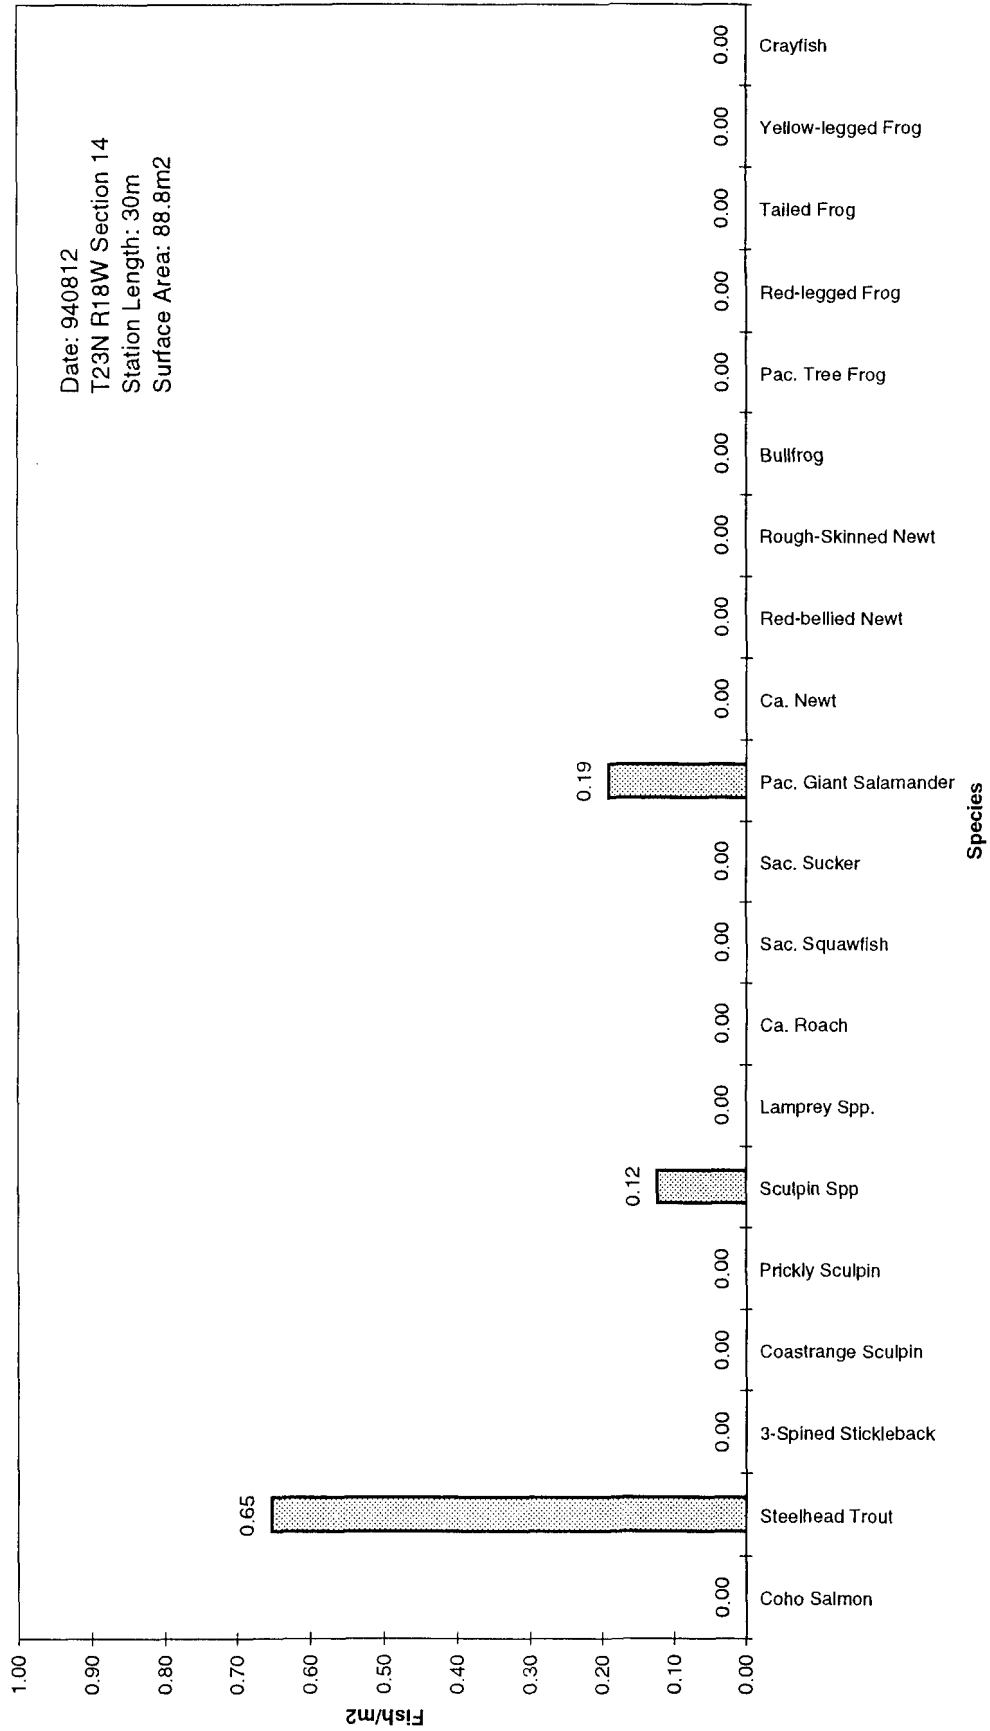 Date: 940812
T23N R18W Section 14
Station Length: 30m
Surface Area: 88.8m2
Fish/m2
1.00
0.90
0.80
0.70
0.60
0.50
0.40
0.30
0.20
0.10
0.00
0.00
0.65
0.00
0.00
0.00
0.12
0.00
0.00
0.00
0.00
0.19
0.00
0.00
0.00
0.00
0.00
0.00
0.00
0.00
0.00
Coho Salmon
Steelhead Trout
3-Spined Stickleback
Coastrange Sculpin
Prickly Sculpin
Sculpin Spp
Lamprey Spp.
Ca. Roach
Sac. Squawfish
Sac. Sucker
Pac. Giant Salamander
Ca. Newt
Red-bellied Newt
Rough-Skinned Newt
Bullfrog
Pac. Tree Frog
Red-legged Frog
Tailed Frog
Yellow-legged Frog
Crayfish
Species